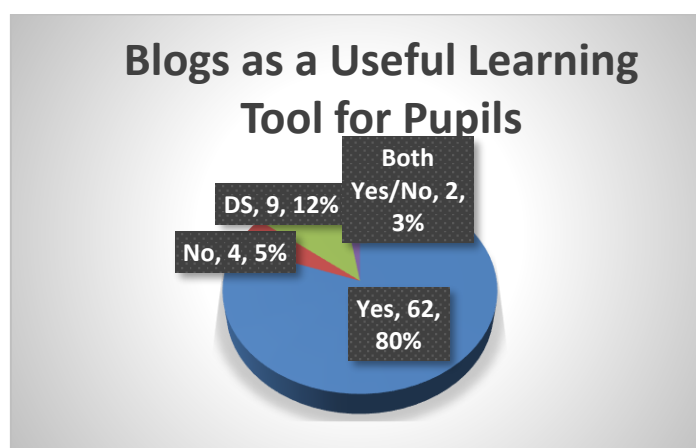 Blogs as a Useful Learning
Tool for Pupils
Both
Yes/No, 2,
3%
DS, 9, 12%
No, 4, 5%
Yes, 62,
80%